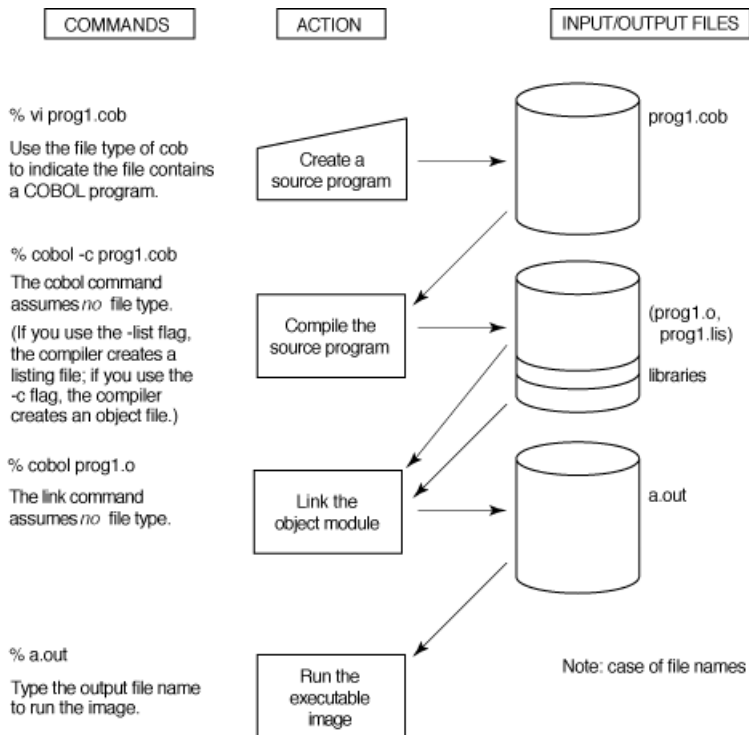 COMMANDS
ACTION
INPUT/OUTPUT FILES
% vi prog1.cob
Use the file type of cob
to indicate the file contains
a COBOL program.
Create a
source program
prog1.cob
% cobol -c prog1.cob
The cobol command
assumes no file type.
(If you use the -list flag,
the compiler creates a
listing file; if you use the
-c flag, the compiler
creates an object file.)
Compile the
source program
(prog1.o,
prog1.lis)
libraries
% cobol prog1.o
The link command
assumes no file type.
Link the
object module
a.out
% a.out
Type the output file name
to run the image.
Run the
executable
image
Note: case of file names